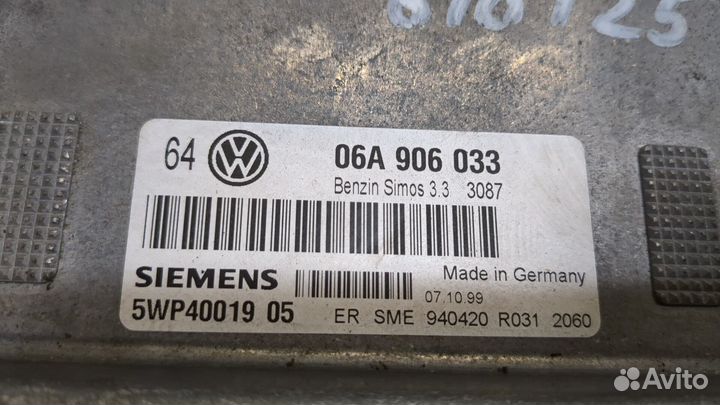 64 VW 06A 906 033
Benzin Simos 3.3 3087
SIEMENS Made in Germany
07.10.99
5WP40019 05 ER SME 940420 R031 2060
Avito